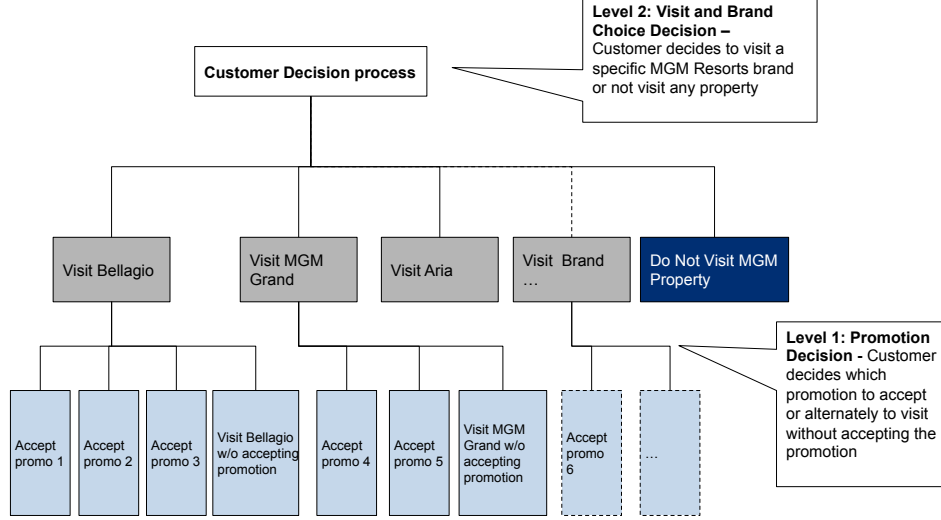 Level 2: Visit and Brand
Choice Decision –
Customer decides to visit a
specific MGM Resorts brand
or not visit any property
Customer Decision process
Visit Bellagio
Visit MGM
Grand
Visit Aria
Visit Brand
…
Do Not Visit MGM
Property
Level 1: Promotion
Decision - Customer
decides which
promotion to accept
or alternately to visit
without accepting the
promotion
Accept
promo 1
Accept
promo 2
Accept
promo 3
Visit Bellagio
w/o accepting
promotion
Accept
promo 4
Accept
promo 5
Visit MGM
Grand w/o
accepting
promotion
Accept
promo
6
…